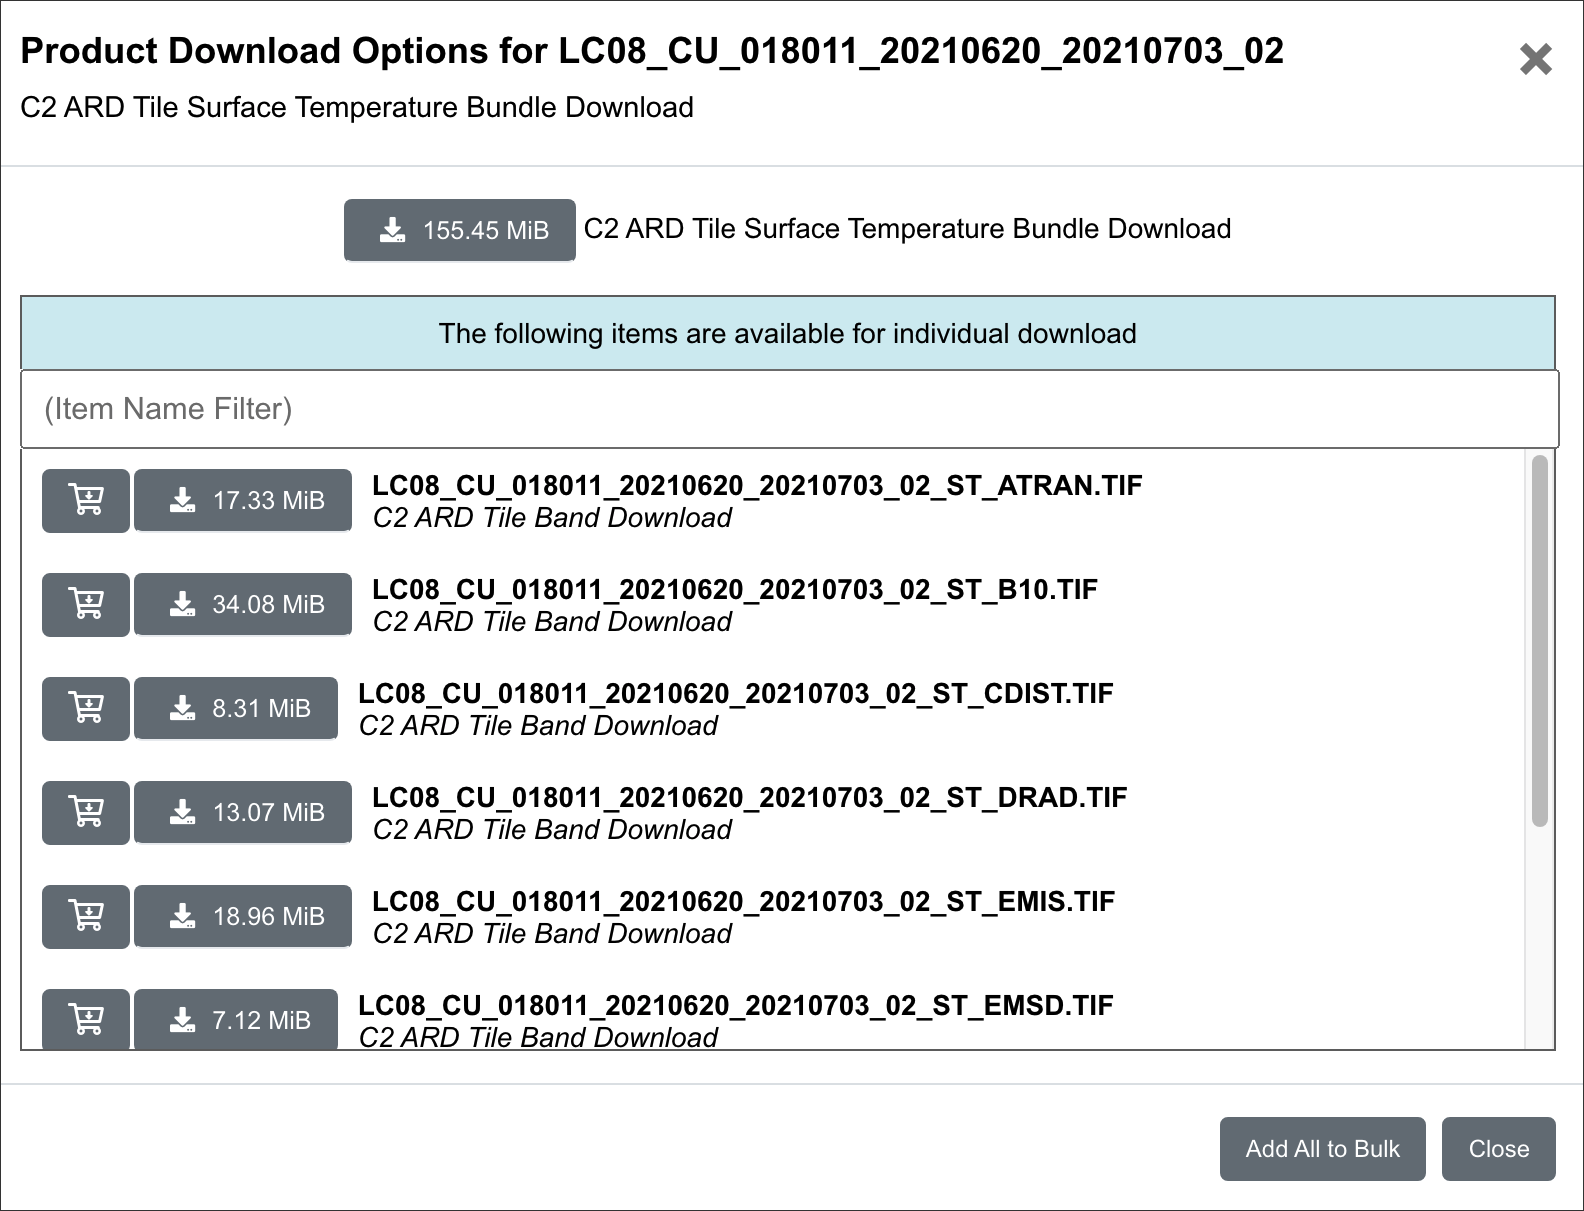 Product Download Options for LC08_CU_018011_20210620_20210703_02
C2 ARD Tile Surface Temperature Bundle Download
155.45 MiB C2 ARD Tile Surface Temperature Bundle Download
The following items are available for individual download
(Item Name Filter)
17.33 MiB LC08_CU_018011_20210620_20210703_02_ST_ATRAN.TIF
C2 ARD Tile Band Download
34.08 MiB LC08_CU_018011_20210620_20210703_02_ST_B10.TIF
C2 ARD Tile Band Download
8.31 MiB LC08_CU_018011_20210620_20210703_02_ST_CDIST.TIF
C2 ARD Tile Band Download
13.07 MiB LC08_CU_018011_20210620_20210703_02_ST_DRAD.TIF
C2 ARD Tile Band Download
18.96 MiB LC08_CU_018011_20210620_20210703_02_ST_EMIS.TIF
C2 ARD Tile Band Download
7.12 MiB LC08_CU_018011_20210620_20210703_02_ST_EMSD.TIF
C2 ARD Tile Band Download
Add All to Bulk Close